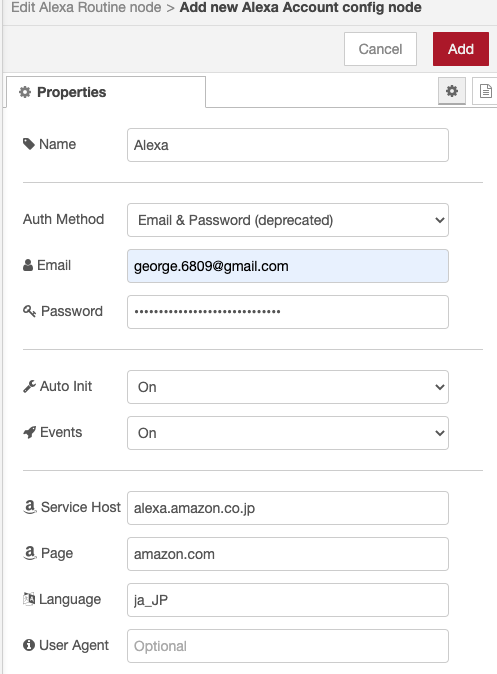 Edit Alexa Routine node > Add new Alexa Account config node
Cancel
Add
Properties
Name
Alexa
Auth Method
Email & Password (deprecated)
Email
george.6809@gmail.com
Password
••••••••••••••••••••••••••••••
Auto Init
On
Events
On
Service Host
alexa.amazon.co.jp
Page
amazon.com
Language
ja_JP
User Agent
Optional